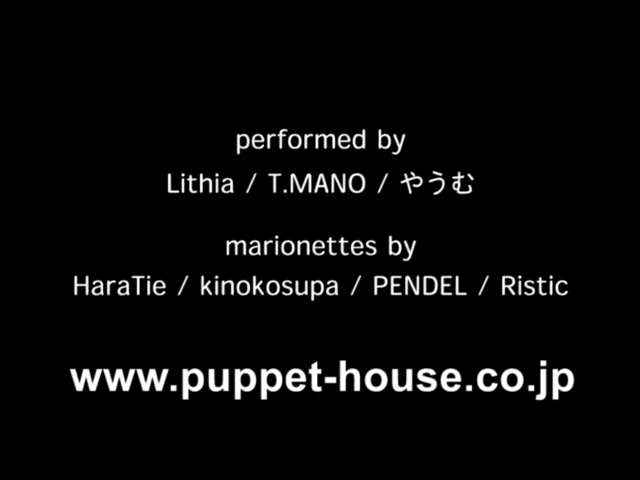 performed by
Lithia / T.MANO / やうむ
marionettes by
HaraTie / kinokosupa / PENDEL / Ristic
www.puppet-house.co.jp